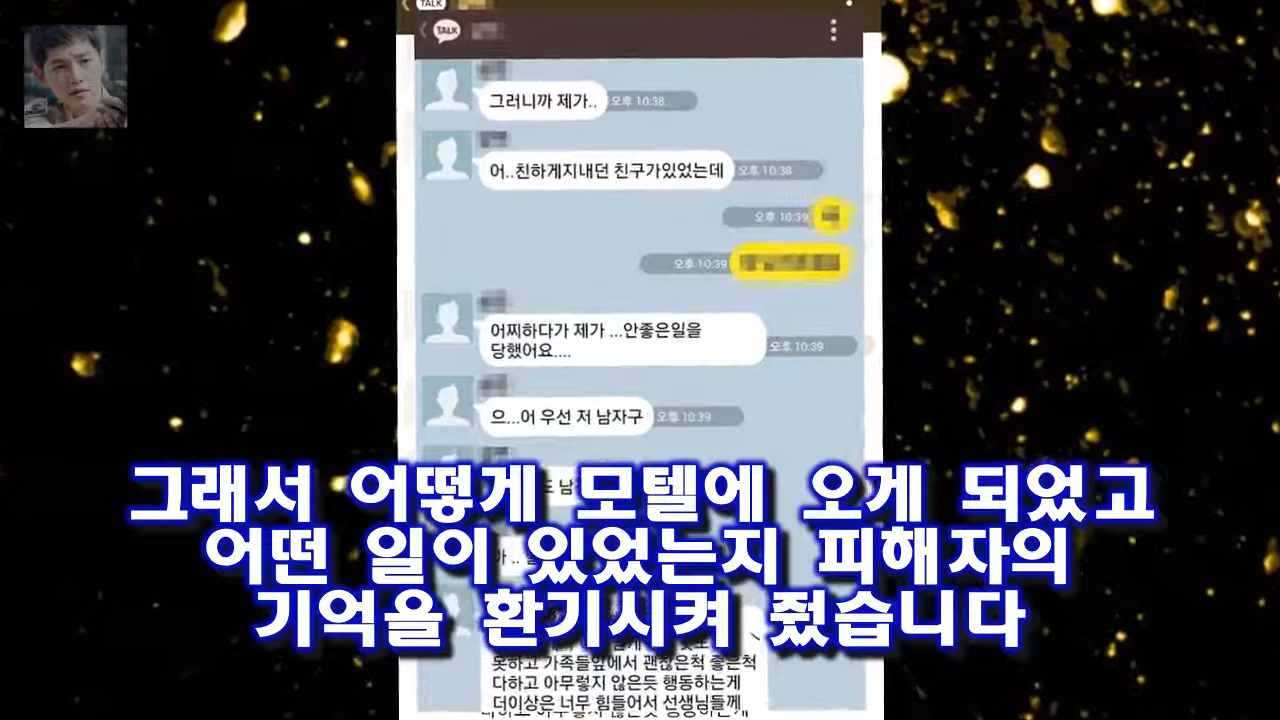 TALK
TALK
그러니까 제가..
오후 10:38
어..친하게지내던 친구가있었는데
오후 10:38
오후 10:39
오후 10:39
어찌하다가 제가 ...안좋은일을
당했어요....
오후 10:39
으...어 우선 저 남자구
오후 10:39
도 남
그래서 어떻게 모텔에 오게 되었고
어떤 일이 있었는지 피해자의
기억을 환기시켜 줬습니다
못하고 가족들앞에서 괜찮은척 좋은척
다하고 아무렇지 않은듯 행동하는게
더이상은 너무 힘들어서 선생님들께